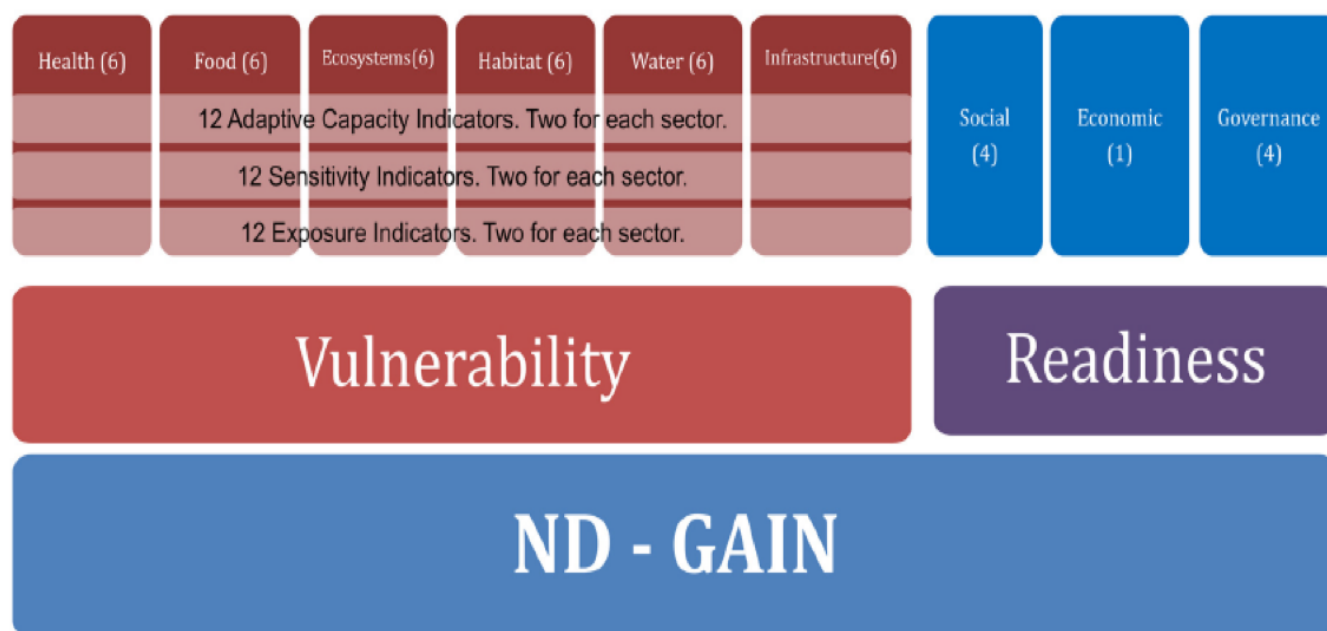 Health (6)
Food (6)
Ecosystems(6)
Habitat (6)
Water (6)
Infrastructure(6)
12 Adaptive Capacity Indicators. Two for each sector.
12 Sensitivity Indicators. Two for each sector.
12 Exposure Indicators. Two for each sector.
Social
(4)
Economic
(1)
Governance
(4)
Vulnerability
Readiness
ND - GAIN